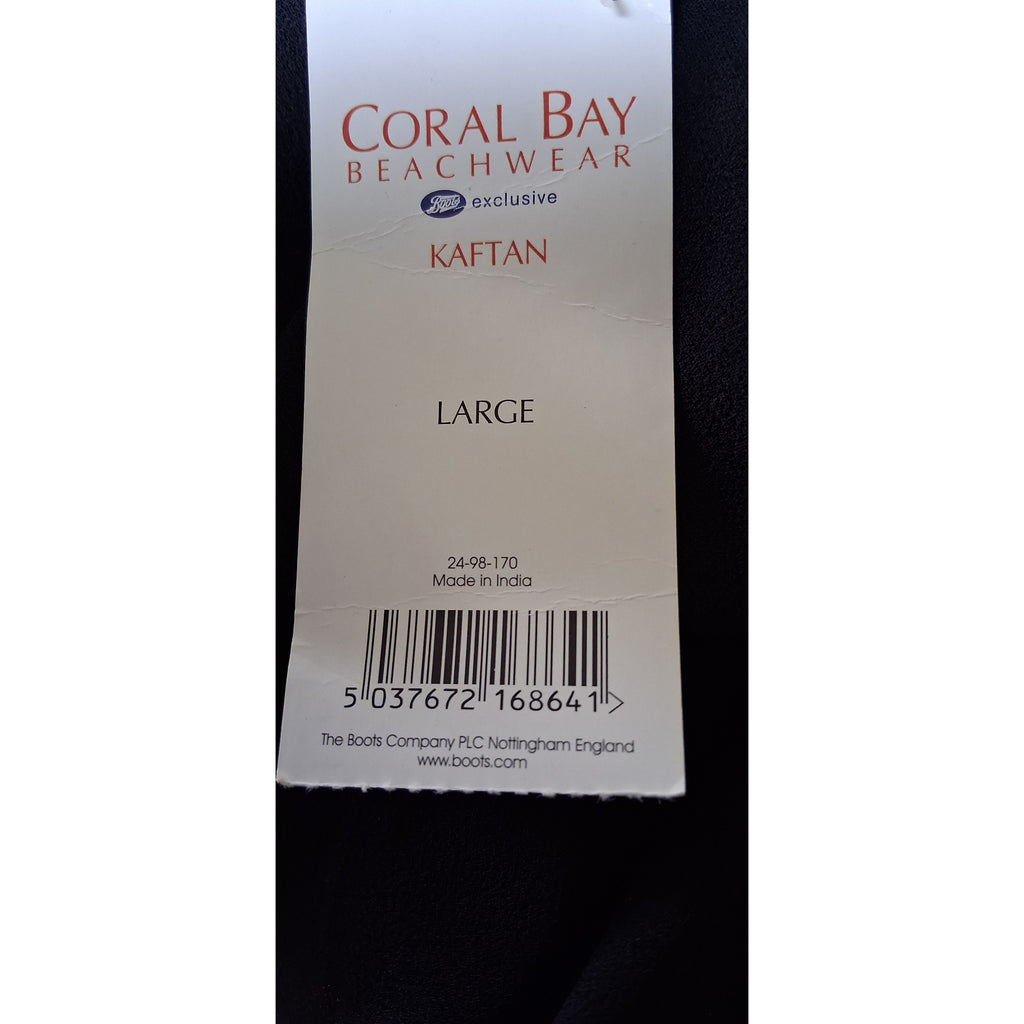 CORAL BAY
BEACHWEAR
Boots exclusive
KAFTAN
LARGE
24-98-170
Made in India
5 037672 168641 >
The Boots Company PLC Nottingham England
www.boots.com